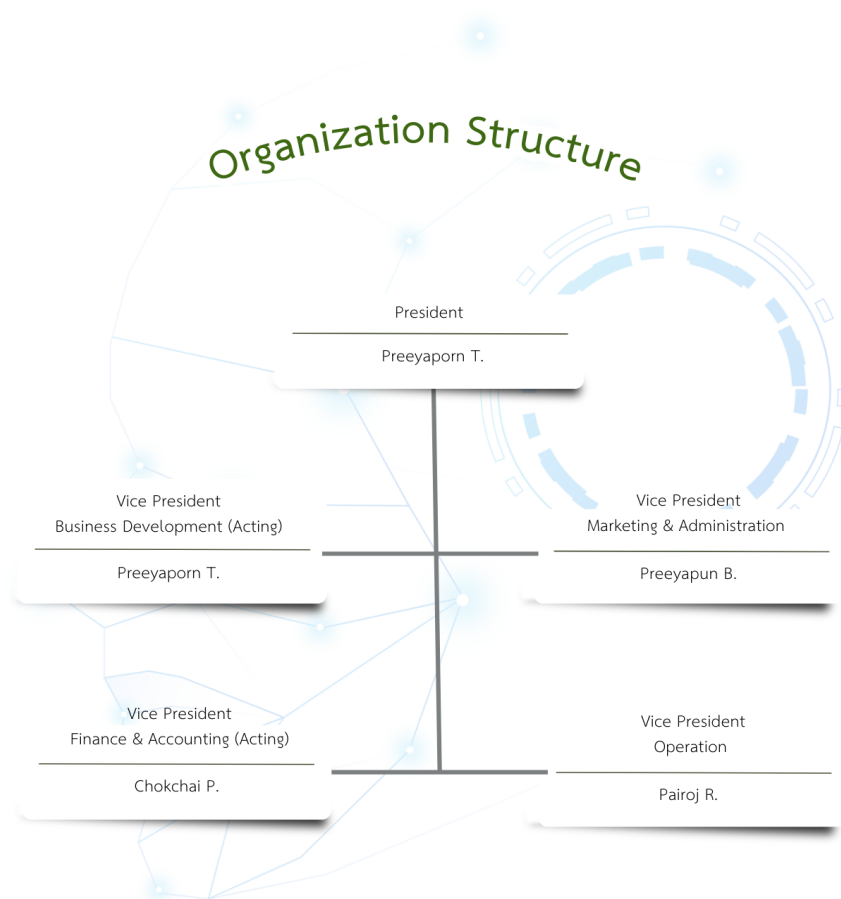 Organization Structure
President
Preeyaporn T.
Vice President
Business Development (Acting)
Preeyaporn T.
Vice President
Marketing & Administration
Preeyapun B.
Vice President
Finance & Accounting (Acting)
Chokchai P.
Vice President
Operation
Pairoj R.